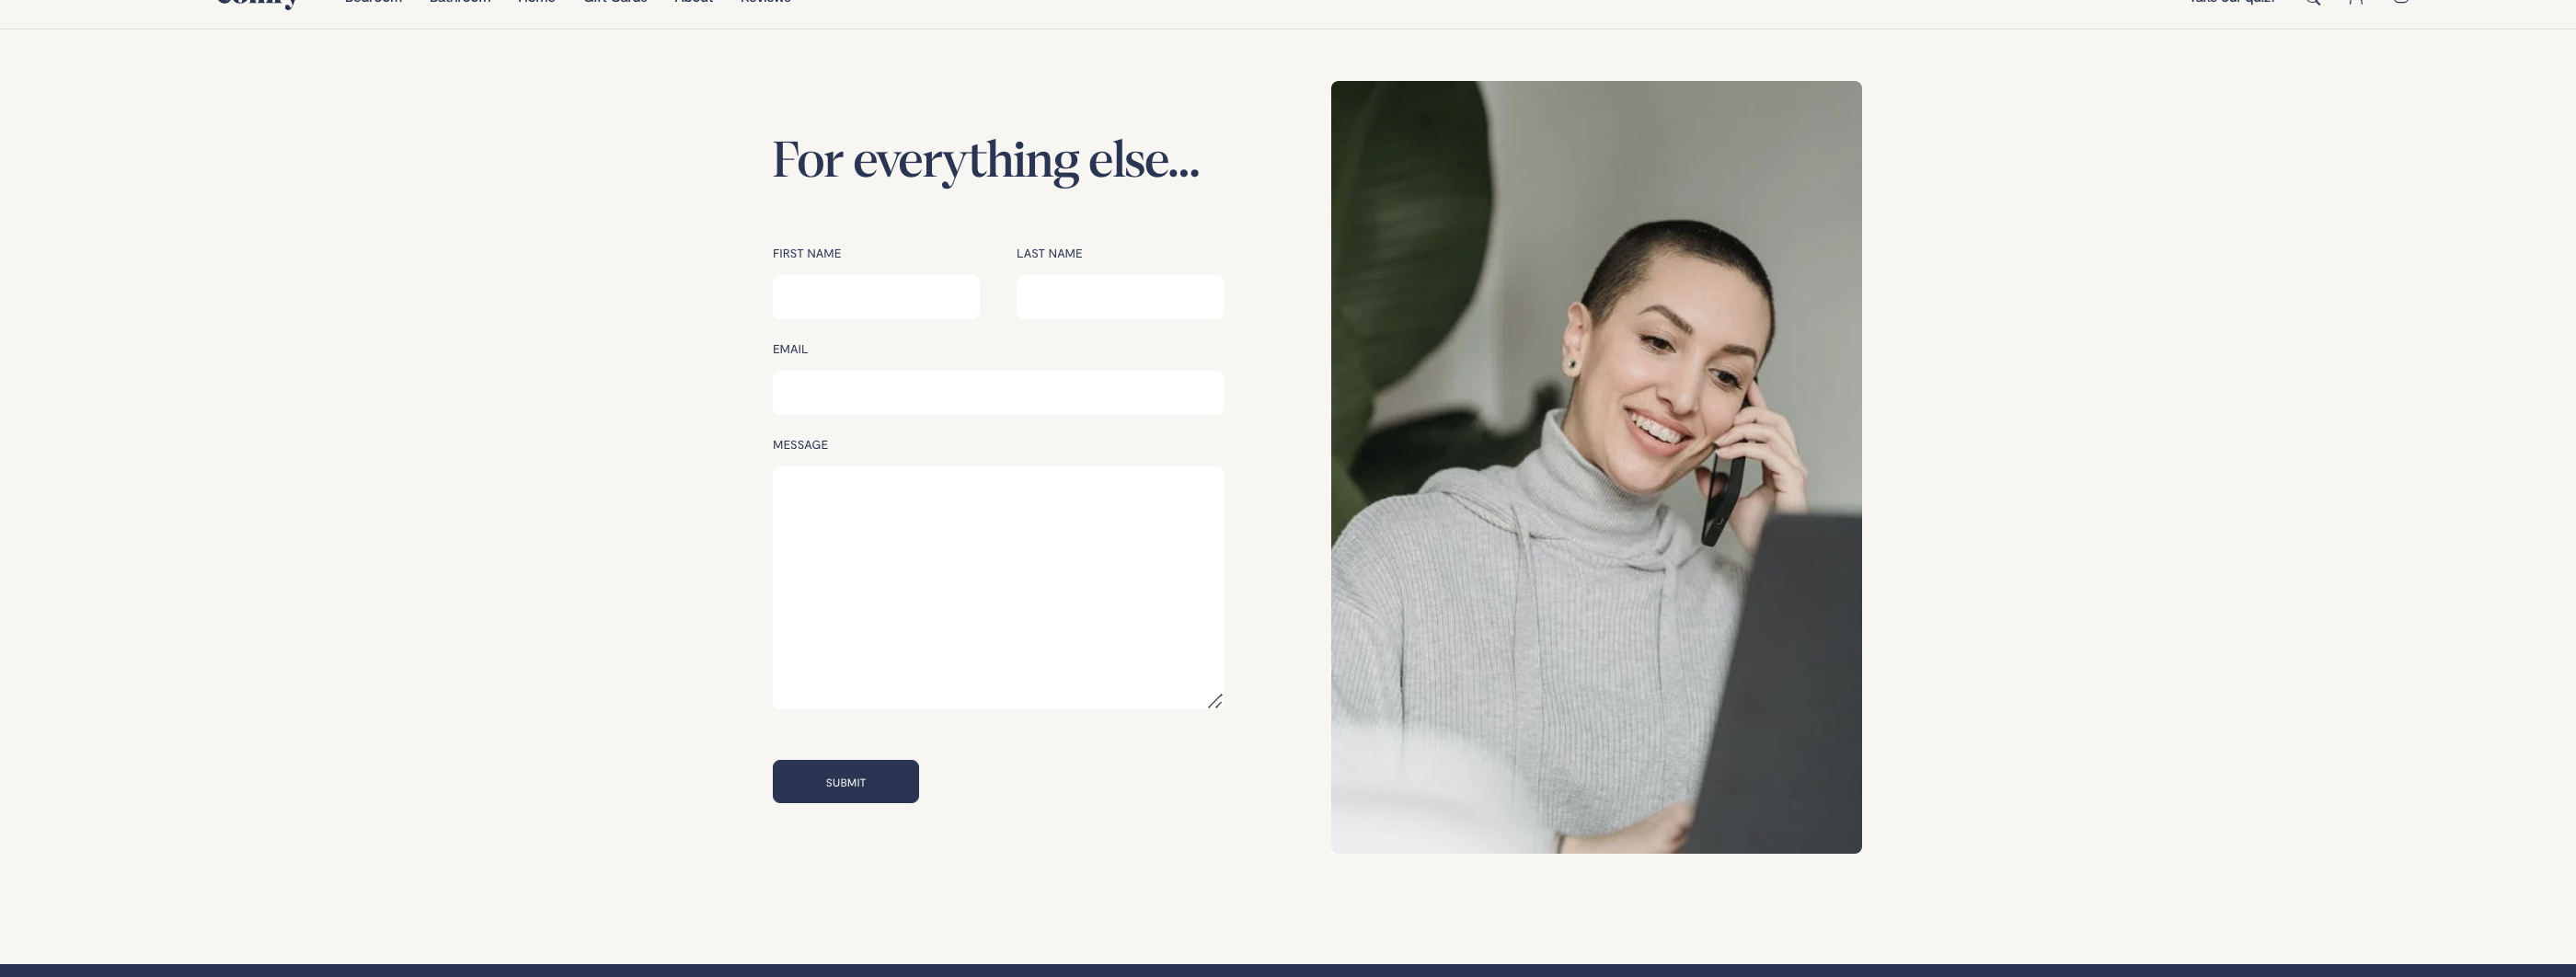 comfy Bedroom Bathroom Home Gift Cards About Reviews Take our quiz!
For everything else...
FIRST NAME LAST NAME
EMAIL
MESSAGE
SUBMIT